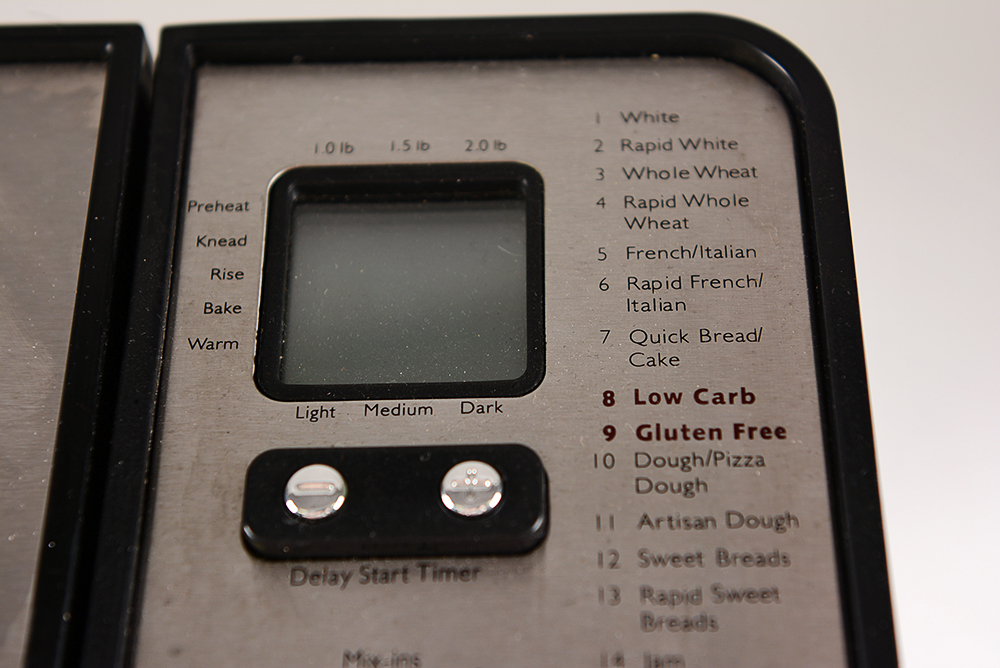 1.0 lb 1.5 lb 2.0 lb
Preheat
Knead
Rise
Bake
Warm
Light Medium Dark
Delay Start Timer
Mix-ins
1 White
2 Rapid White
3 Whole Wheat
4 Rapid Whole
Wheat
5 French/Italian
6 Rapid French/
Italian
7 Quick Bread/
Cake
8 Low Carb
9 Gluten Free
10 Dough/Pizza
Dough
11 Artisan Dough
12 Sweet Breads
13 Rapid Sweet
Breads
14 Jam